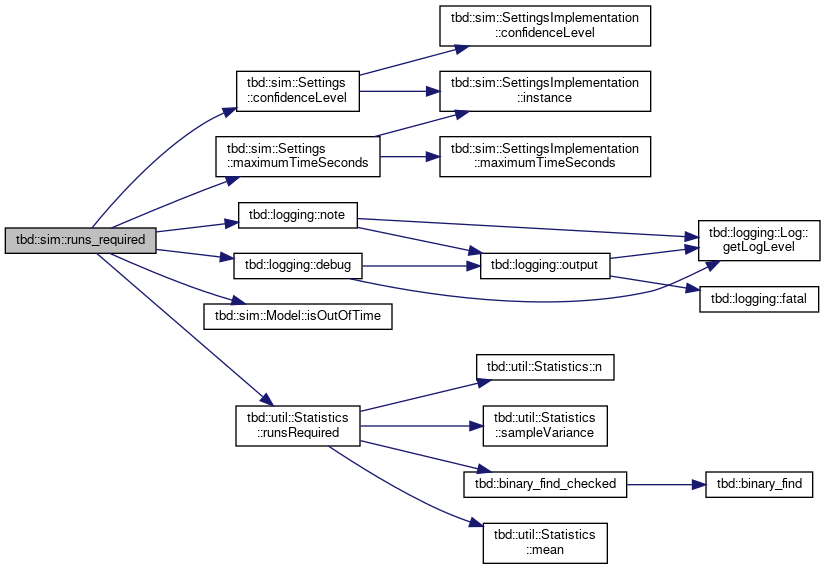 tbd::sim::runs_required
tbd::sim::Settings
::confidenceLevel
tbd::sim::SettingsImplementation
::confidenceLevel
tbd::sim::SettingsImplementation
::instance
tbd::sim::Settings
::maximumTimeSeconds
tbd::sim::SettingsImplementation
::maximumTimeSeconds
tbd::logging::note
tbd::logging::Log::
getLogLevel
tbd::logging::debug
tbd::logging::output
tbd::logging::fatal
tbd::sim::Model::isOutOfTime
tbd::util::Statistics
::runsRequired
tbd::util::Statistics::n
tbd::util::Statistics
::sampleVariance
tbd::binary_find_checked
tbd::binary_find
tbd::util::Statistics
::mean